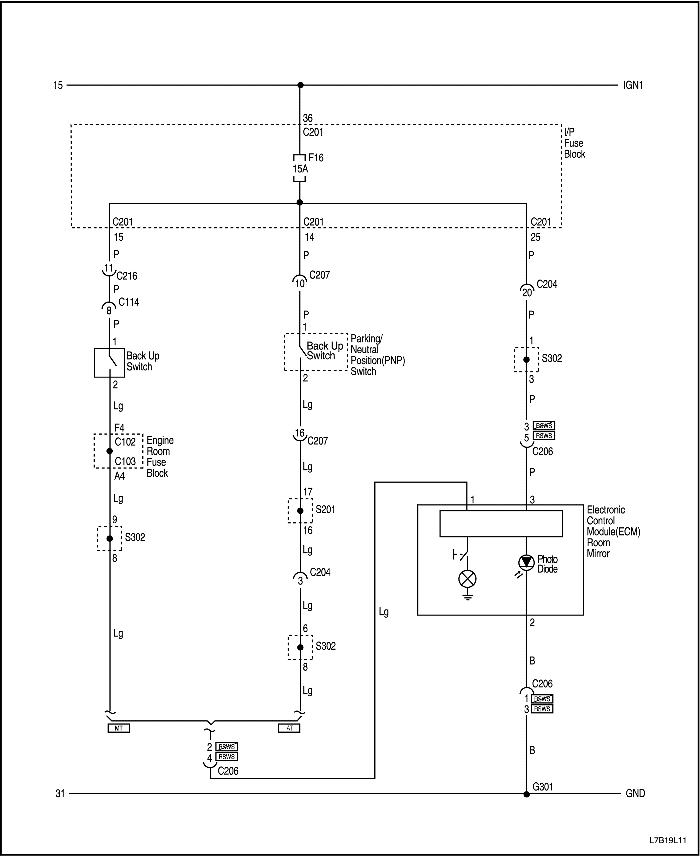 15 IGN1
36
C201
I/P
Fuse
Block
F16
15A
C201 C201 C201
15 14 25
P P P
11
C216
P
C114
8
P
C207
10
P
C204
20
P
1
Back Up
Switch
2
1
Back Up
Switch
2
Parking/
Neutral
Position(PNP)
Switch
1
S302
3
Lg
Lg
P
F4
C102
C103
A4
Engine
Room
Fuse
Block
16
C207
3 BSWS
5 BSWS
C206
Lg
Lg
P
9
S302
8
17
S201
16
1 3
Electronic
Control
Module(ECM)
Room
Mirror
Photo
Diode
Lg
C204
3
Lg
Lg
Lg
2
6
S302
8
Lg
B
C206
1 BSWS
3 BSWS
MT AT
2 BSWS
4 BSWS
C206
B
G301
31 GND
L7B19L11